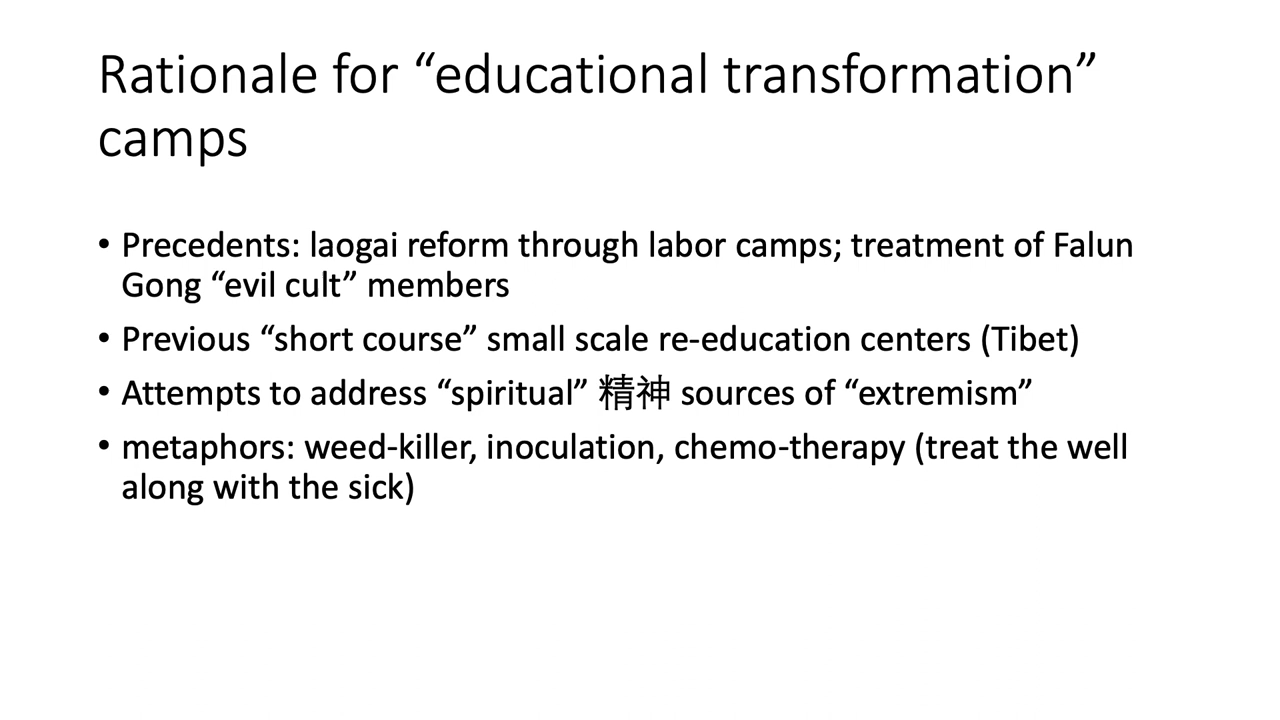 Rationale for “educational transformation”
camps
• Precedents: laogai reform through labor camps; treatment of Falun
Gong “evil cult” members
• Previous “short course” small scale re-education centers (Tibet)
• Attempts to address “spiritual” 精神 sources of “extremism”
• metaphors: weed-killer, inoculation, chemo-therapy (treat the well
along with the sick)